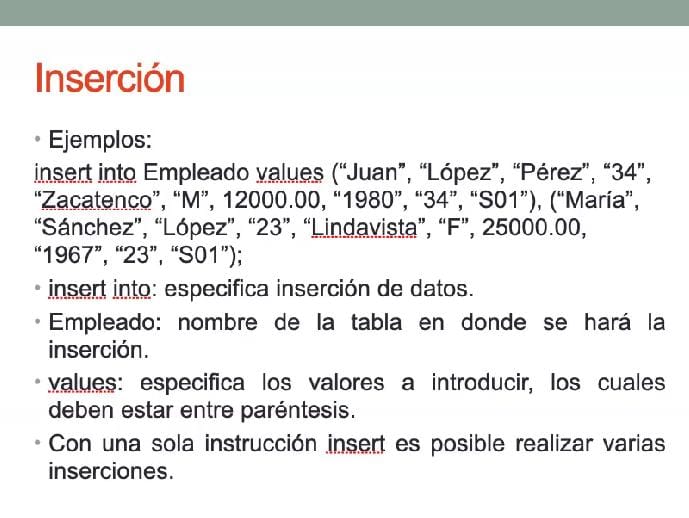 Inserción
• Ejemplos:
insert into Empleado values (“Juan”, “López”, “Pérez”, “34”,
“Zacatenco”, “M”, 12000.00, “1980”, “34”, “S01”), (“María”,
“Sánchez”, “López”, “23”, “Lindavista”, “F”, 25000.00,
“1967”, “23”, “S01”);
• insert into: especifica inserción de datos.
• Empleado: nombre de la tabla en donde se hará la
inserción.
• values: especifica los valores a introducir, los cuales
deben estar entre paréntesis.
• Con una sola instrucción insert es posible realizar varias
inserciones.